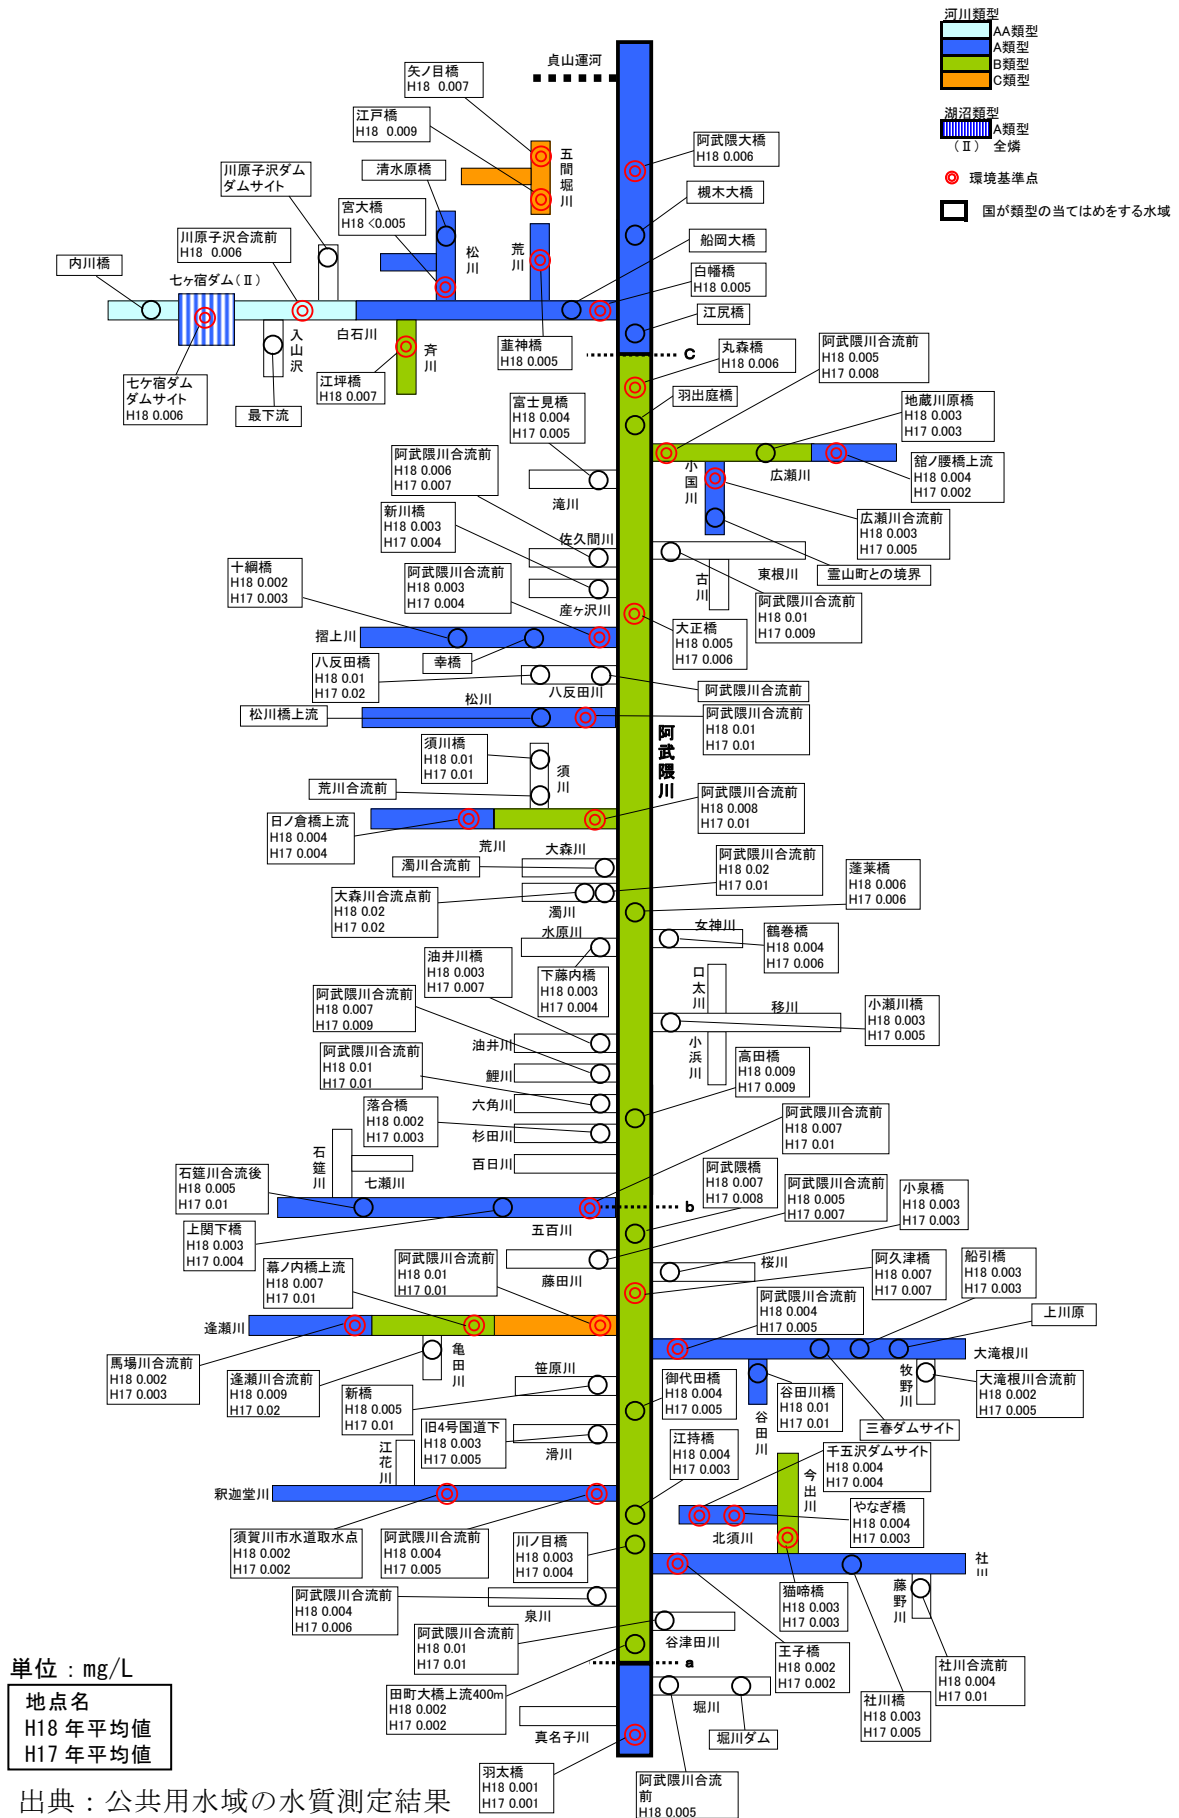 河川類型
AA類型
A類型
B類型
C類型
湖沼類型
A類型
(Ⅱ) 全燐
環境基準点
国が類型の当てはめをする水域
貞山運河
矢ノ目橋
H18 0.007
江戸橋
H18 0.009
五間堀川
清水原橋
川原子沢ダム
ダムサイト
宮大橋
H18 <0.005
川原子沢合流前
H18 0.006
内川橋
七ヶ宿ダム(Ⅱ)
松川
荒川
阿武隈大橋
H18 0.006
槻木大橋
船岡大橋
白幡橋
H18 0.005
江尻橋
入山沢
白石川
斉川
韮神橋
H18 0.005
江坪橋
H18 0.007
七ケ宿ダム
ダムサイト
H18 0.006
最下流
c
丸森橋
H18 0.006
羽出庭橋
阿武隈川合流前
H18 0.005
H17 0.008
地蔵川原橋
H18 0.003
H17 0.003
舘ノ腰橋上流
H18 0.004
H17 0.002
広瀬川
小国川
広瀬川合流前
H18 0.003
H17 0.005
霊山町との境界
富士見橋
H18 0.004
H17 0.005
滝川
阿武隈川合流前
H18 0.006
H17 0.007
佐久間川
新川橋
H18 0.003
H17 0.004
産ヶ沢川
東根川
古川
阿武隈川合流前
H18 0.01
H17 0.009
十綱橋
H18 0.002
H17 0.003
阿武隈川合流前
H18 0.003
H17 0.004
摺上川
幸橋
大正橋
H18 0.005
H17 0.006
八反田橋
H18 0.01
H17 0.02
八反田川
阿武隈川合流前
松川
松川橋上流
阿武隈川合流前
H18 0.01
H17 0.01
阿武隈川
須川橋
H18 0.01
H17 0.01
須川
荒川合流前
日ノ倉橋上流
H18 0.004
H17 0.004
荒川
阿武隈川合流前
H18 0.008
H17 0.01
大森川
濁川合流前
阿武隈川合流前
H18 0.02
H17 0.01
大森川合流点前
H18 0.02
H17 0.02
濁川
蓬莱橋
H18 0.006
H17 0.006
水原川
下藤内橋
H18 0.003
H17 0.004
女神川
鶴巻橋
H18 0.004
H17 0.006
口太川
移川
小浜川
小瀬川橋
H18 0.003
H17 0.005
油井川橋
H18 0.003
H17 0.007
油井川
阿武隈川合流前
H18 0.007
H17 0.009
鯉川
阿武隈川合流前
H18 0.01
H17 0.01
六角川
高田橋
H18 0.009
H17 0.009
落合橋
H18 0.002
H17 0.003
杉田川
百日川
阿武隈川合流前
H18 0.007
H17 0.01
石筵川
七瀬川
石筵川合流後
H18 0.005
H17 0.01
上関下橋
H18 0.003
H17 0.004
五百川
b
阿武隈橋
H18 0.007
H17 0.008
阿武隈川合流前
H18 0.005
H17 0.007
藤田川
小泉橋
H18 0.003
H17 0.003
桜川
幕ノ内橋上流
H18 0.007
H17 0.01
阿武隈川合流前
H18 0.01
H17 0.01
逢瀬川
馬場川合流前
H18 0.002
H17 0.003
亀田川
逢瀬川合流前
H18 0.009
H17 0.02
阿久津橋
H18 0.007
H17 0.007
船引橋
H18 0.003
H17 0.003
上川原
阿武隈川合流前
H18 0.004
H17 0.005
大滝根川
谷田川
谷田川橋
H18 0.01
H17 0.01
牧野川
大滝根川合流前
H18 0.002
H17 0.005
三春ダムサイト
笹原川
新橋
H18 0.005
H17 0.01
御代田橋
H18 0.004
H17 0.005
旧4号国道下
H18 0.003
H17 0.005
滑川
江花川
釈迦堂川
須賀川市水道取水点
H18 0.002
H17 0.002
阿武隈川合流前
H18 0.004
H17 0.005
江持橋
H18 0.004
H17 0.003
千五沢ダムサイト
H18 0.004
H17 0.004
今出川
北須川
やなぎ橋
H18 0.004
H17 0.003
川ノ目橋
H18 0.003
H17 0.004
社川
猫啼橋
H18 0.003
H17 0.003
藤野川
阿武隈川合流前
H18 0.004
H17 0.006
泉川
阿武隈川合流前
H18 0.01
H17 0.01
谷津田川
王子橋
H18 0.002
H17 0.002
社川合流前
H18 0.004
H17 0.01
社川橋
H18 0.003
H17 0.005
a
田町大橋上流400m
H18 0.002
H17 0.002
堀川
堀川ダム
真名子川
羽太橋
H18 0.001
H17 0.001
阿武隈川合流
前
H18 0.005
単位：mg/L
地点名
H18 年平均値
H17 年平均値
出典：公共用水域の水質測定結果